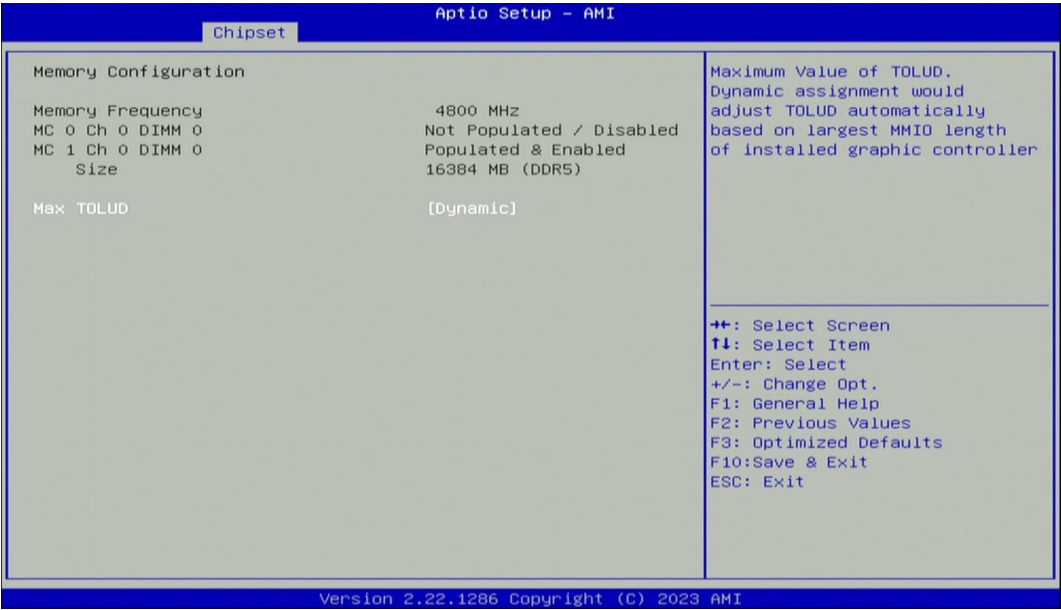 Aptio Setup – AMI
Chipset
Memory Configuration
Memory Frequency 4800 MHz
MC 0 Ch 0 DIMM 0 Not Populated / Disabled
MC 1 Ch 0 DIMM 0 Populated & Enabled
Size 16384 MB (DDR5)
Max TOLUD [Dynamic]
Maximum Value of TOLUD.
Dynamic assignment would
adjust TOLUD automatically
based on largest MMIO length
of installed graphic controller
→←: Select Screen
↑↓: Select Item
Enter: Select
+/-: Change Opt.
F1: General Help
F2: Previous Values
F3: Optimized Defaults
F10:Save & Exit
ESC: Exit
Version 2.22.1286 Copyright (C) 2023 AMI